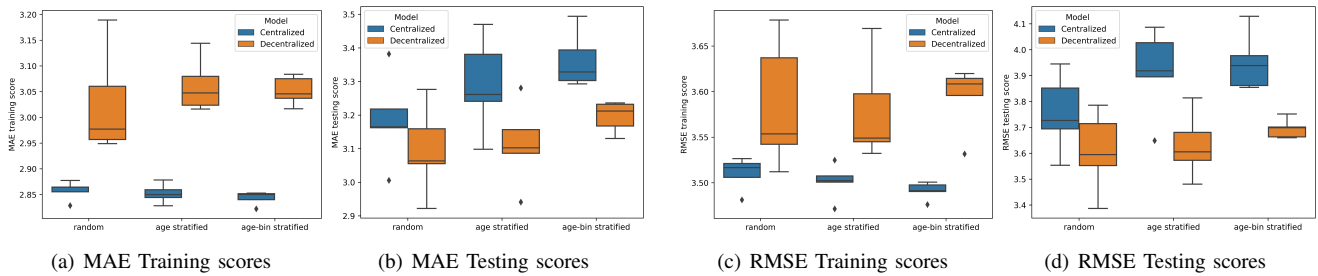 MAE training score
3.20
3.15
3.10
3.05
3.00
2.95
2.90
2.85
Model
Centralized
Decentralized
random
age stratified
age-bin stratified
(a) MAE Training scores
MAE testing score
3.5
3.4
3.3
3.2
3.1
3.0
2.9
Model
Centralized
Decentralized
random
age stratified
age-bin stratified
(b) MAE Testing scores
RMSE training score
3.65
3.60
3.55
3.50
Model
Centralized
Decentralized
random
age stratified
age-bin stratified
(c) RMSE Training scores
RMSE testing score
4.1
4.0
3.9
3.8
3.7
3.6
3.5
3.4
Model
Centralized
Decentralized
random
age stratified
age-bin stratified
(d) RMSE Testing scores